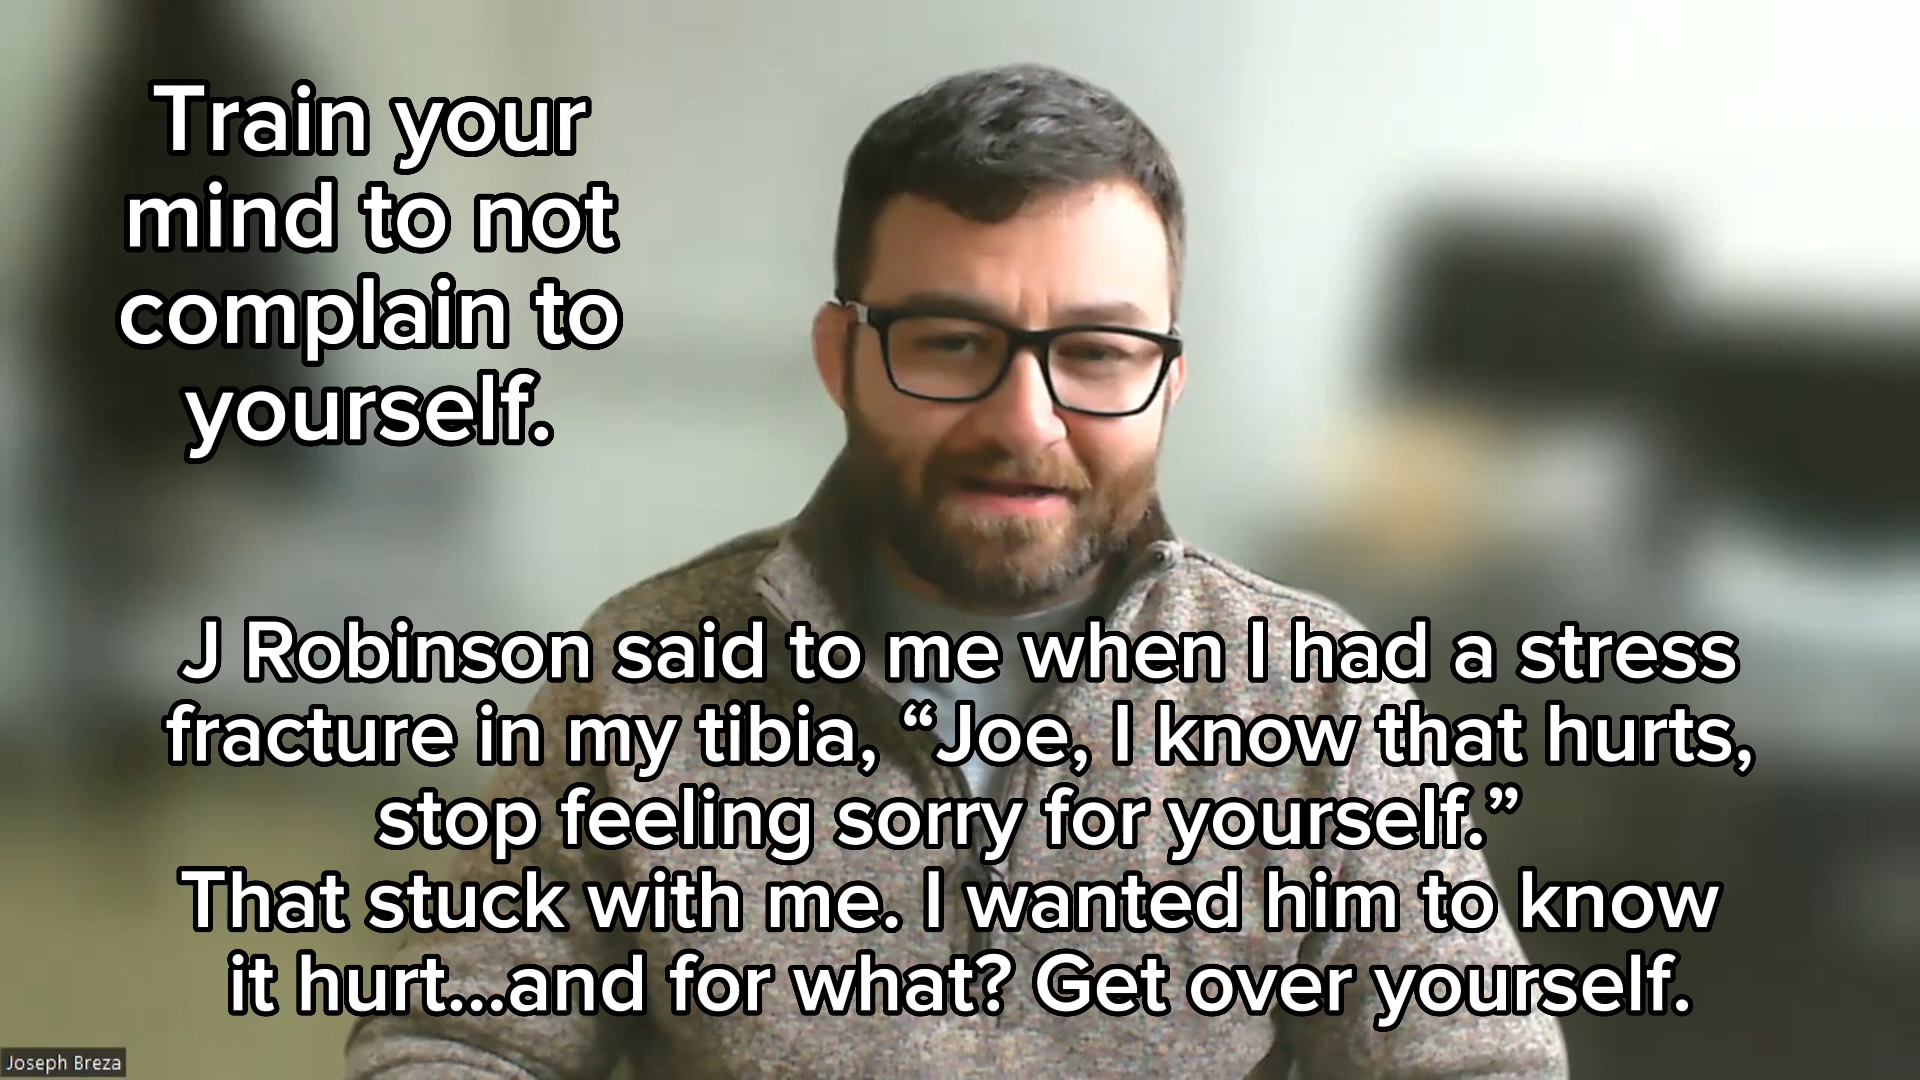 Train your
mind to not
complain to
yourself.
J Robinson said to me when I had a stress
fracture in my tibia, “Joe, I know that hurts,
stop feeling sorry for yourself.”
That stuck with me. I wanted him to know
it hurt...and for what? Get over yourself.
Joseph Breza